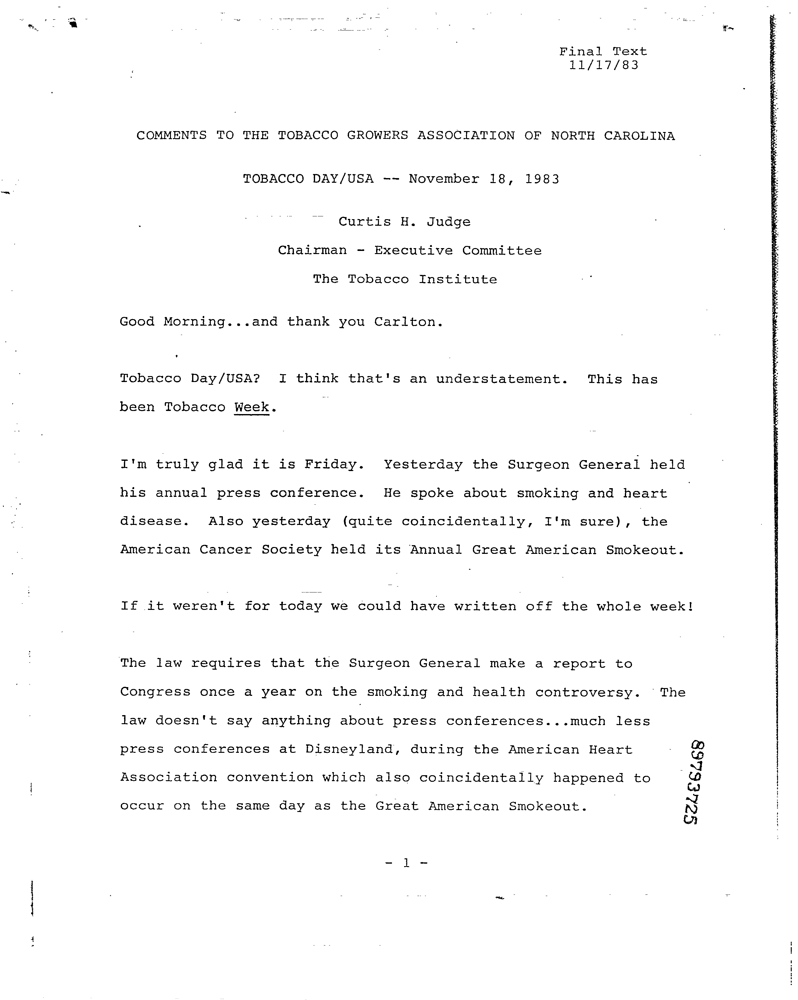 Final Text
11/17/83
COMMENTS TO THE TOBACCO GROWERS ASSOCIATION OF NORTH CAROLINA
TOBACCO DAY/USA -- November 18, 1983
Curtis H. Judge
Chairman - Executive Committee
The Tobacco Institute
Good Morning...and thank you Carlton.
Tobacco Day/USA? I think that's an understatement. This has
been Tobacco Week.
I'm truly glad it is Friday. Yesterday the Surgeon General held
his annual press conference. He spoke about smoking and heart
disease. Also yesterday (quite coincidentally, I'm sure), the
American Cancer Society held its Annual Great American Smokeout.
If it weren't for today we could have written off the whole week!
The law requires that the Surgeon General make a report to
Congress once a year on the smoking and health controversy. The
law doesn't say anything about press conferences...much less
press conferences at Disneyland, during the American Heart
Association convention which also coincidentally happened to
occur on the same day as the Great American Smokeout.
89793725
- 1 -